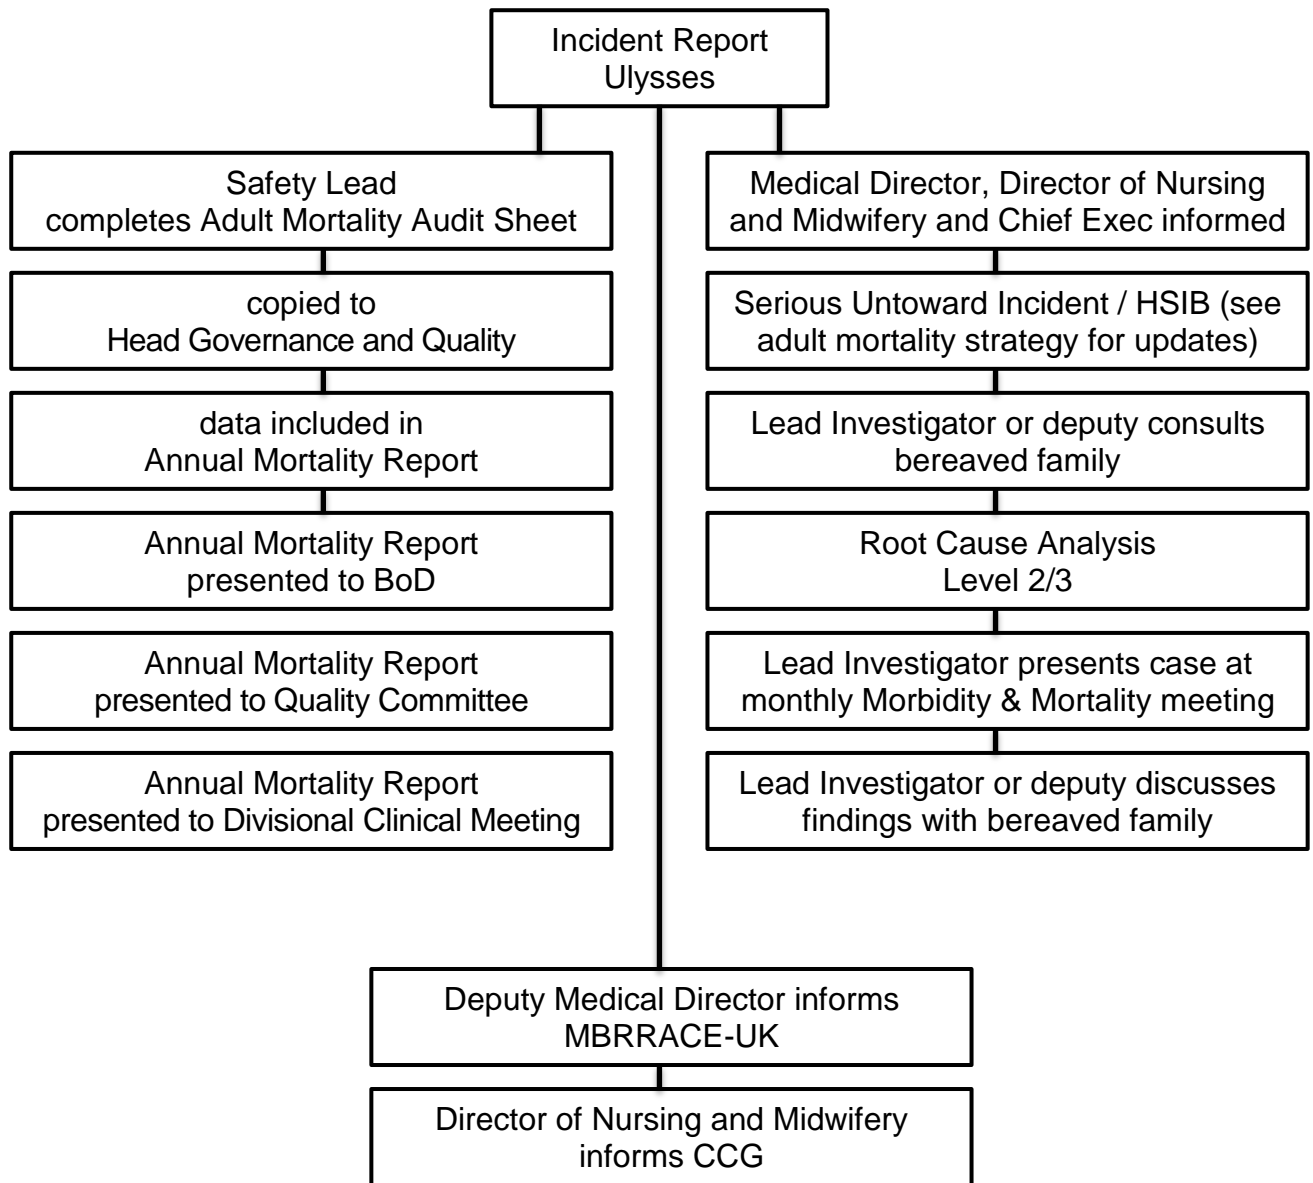 Incident Report
Ulysses
Safety Lead
completes Adult Mortality Audit Sheet
copied to
Head Governance and Quality
data included in
Annual Mortality Report
Annual Mortality Report
presented to BoD
Annual Mortality Report
presented to Quality Committee
Annual Mortality Report
presented to Divisional Clinical Meeting
Medical Director, Director of Nursing
and Midwifery and Chief Exec informed
Serious Untoward Incident / HSIB (see
adult mortality strategy for updates)
Lead Investigator or deputy consults
bereaved family
Root Cause Analysis
Level 2/3
Lead Investigator presents case at
monthly Morbidity & Mortality meeting
Lead Investigator or deputy discusses
findings with bereaved family
Deputy Medical Director informs
MBRRACE-UK
Director of Nursing and Midwifery
informs CCG